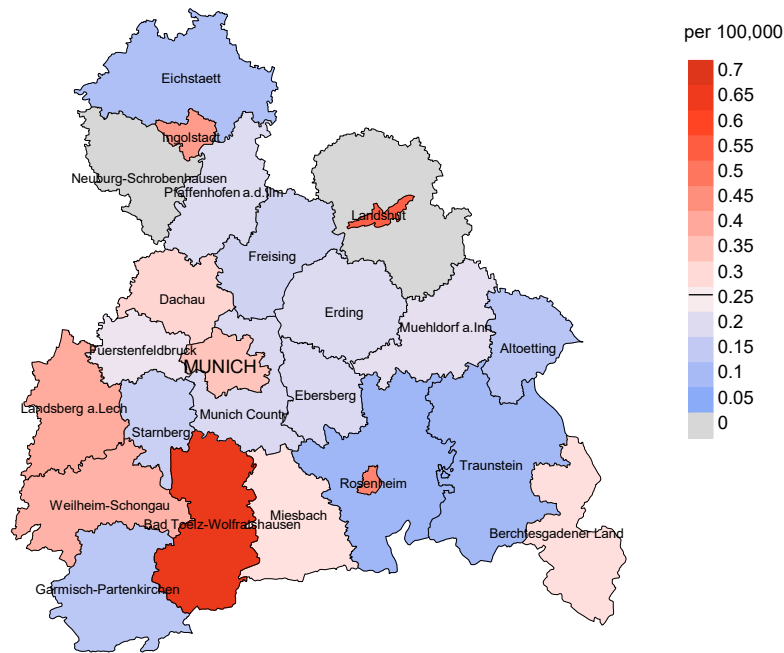 per 100,000
0.7
0.65
0.6
0.55
0.5
0.45
0.4
0.35
0.3
0.25
0.2
0.15
0.1
0.05
0
Eichstaett
Ingolstadt
Neuburg-Schrobenhausen
Pfaffenhofen a.d.Ilm
Landshut
Freising
Dachau
Erding
Muehldorf a.Inn
Fuerstenfeldbruck
Altoetting
MUNICH
Ebersberg
Landsberg a.Lech
Munich County
Starnberg
Traunstein
Rosenheim
Weilheim-Schongau
Miesbach
Bad Toelz-Wolfratshausen
Berchtesgadener Land
Garmisch-Partenkirchen